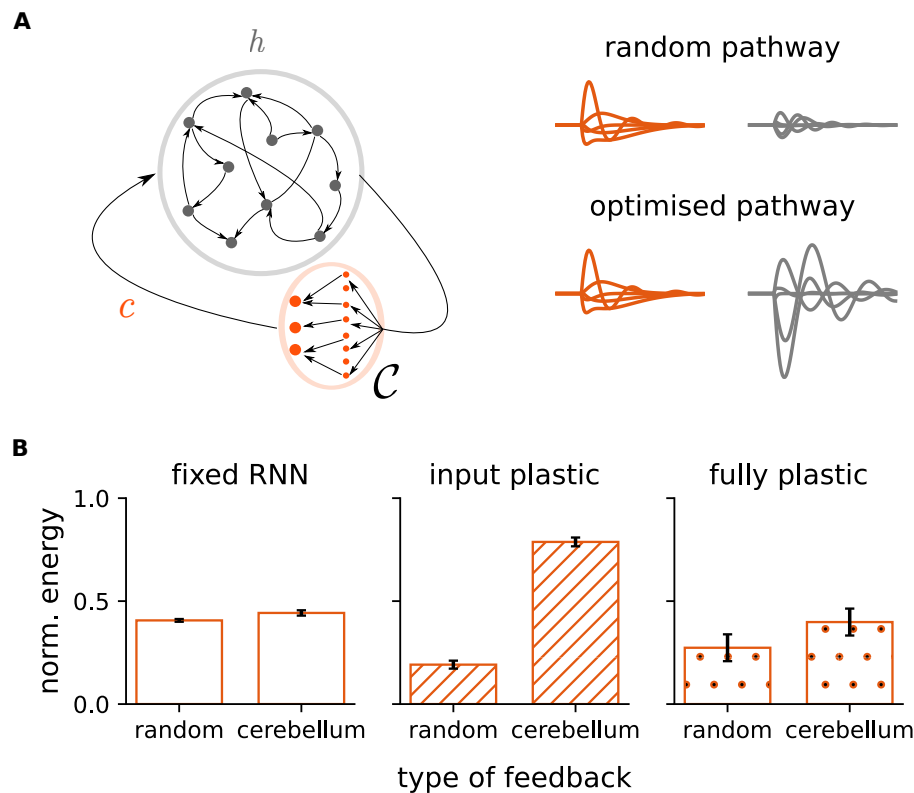 A
h
random pathway
optimised pathway
c
C
B
fixed RNN
input plastic
fully plastic
norm. energy
1.0
0.5
0.0
random
cerebellum
random
cerebellum
random
cerebellum
type of feedback